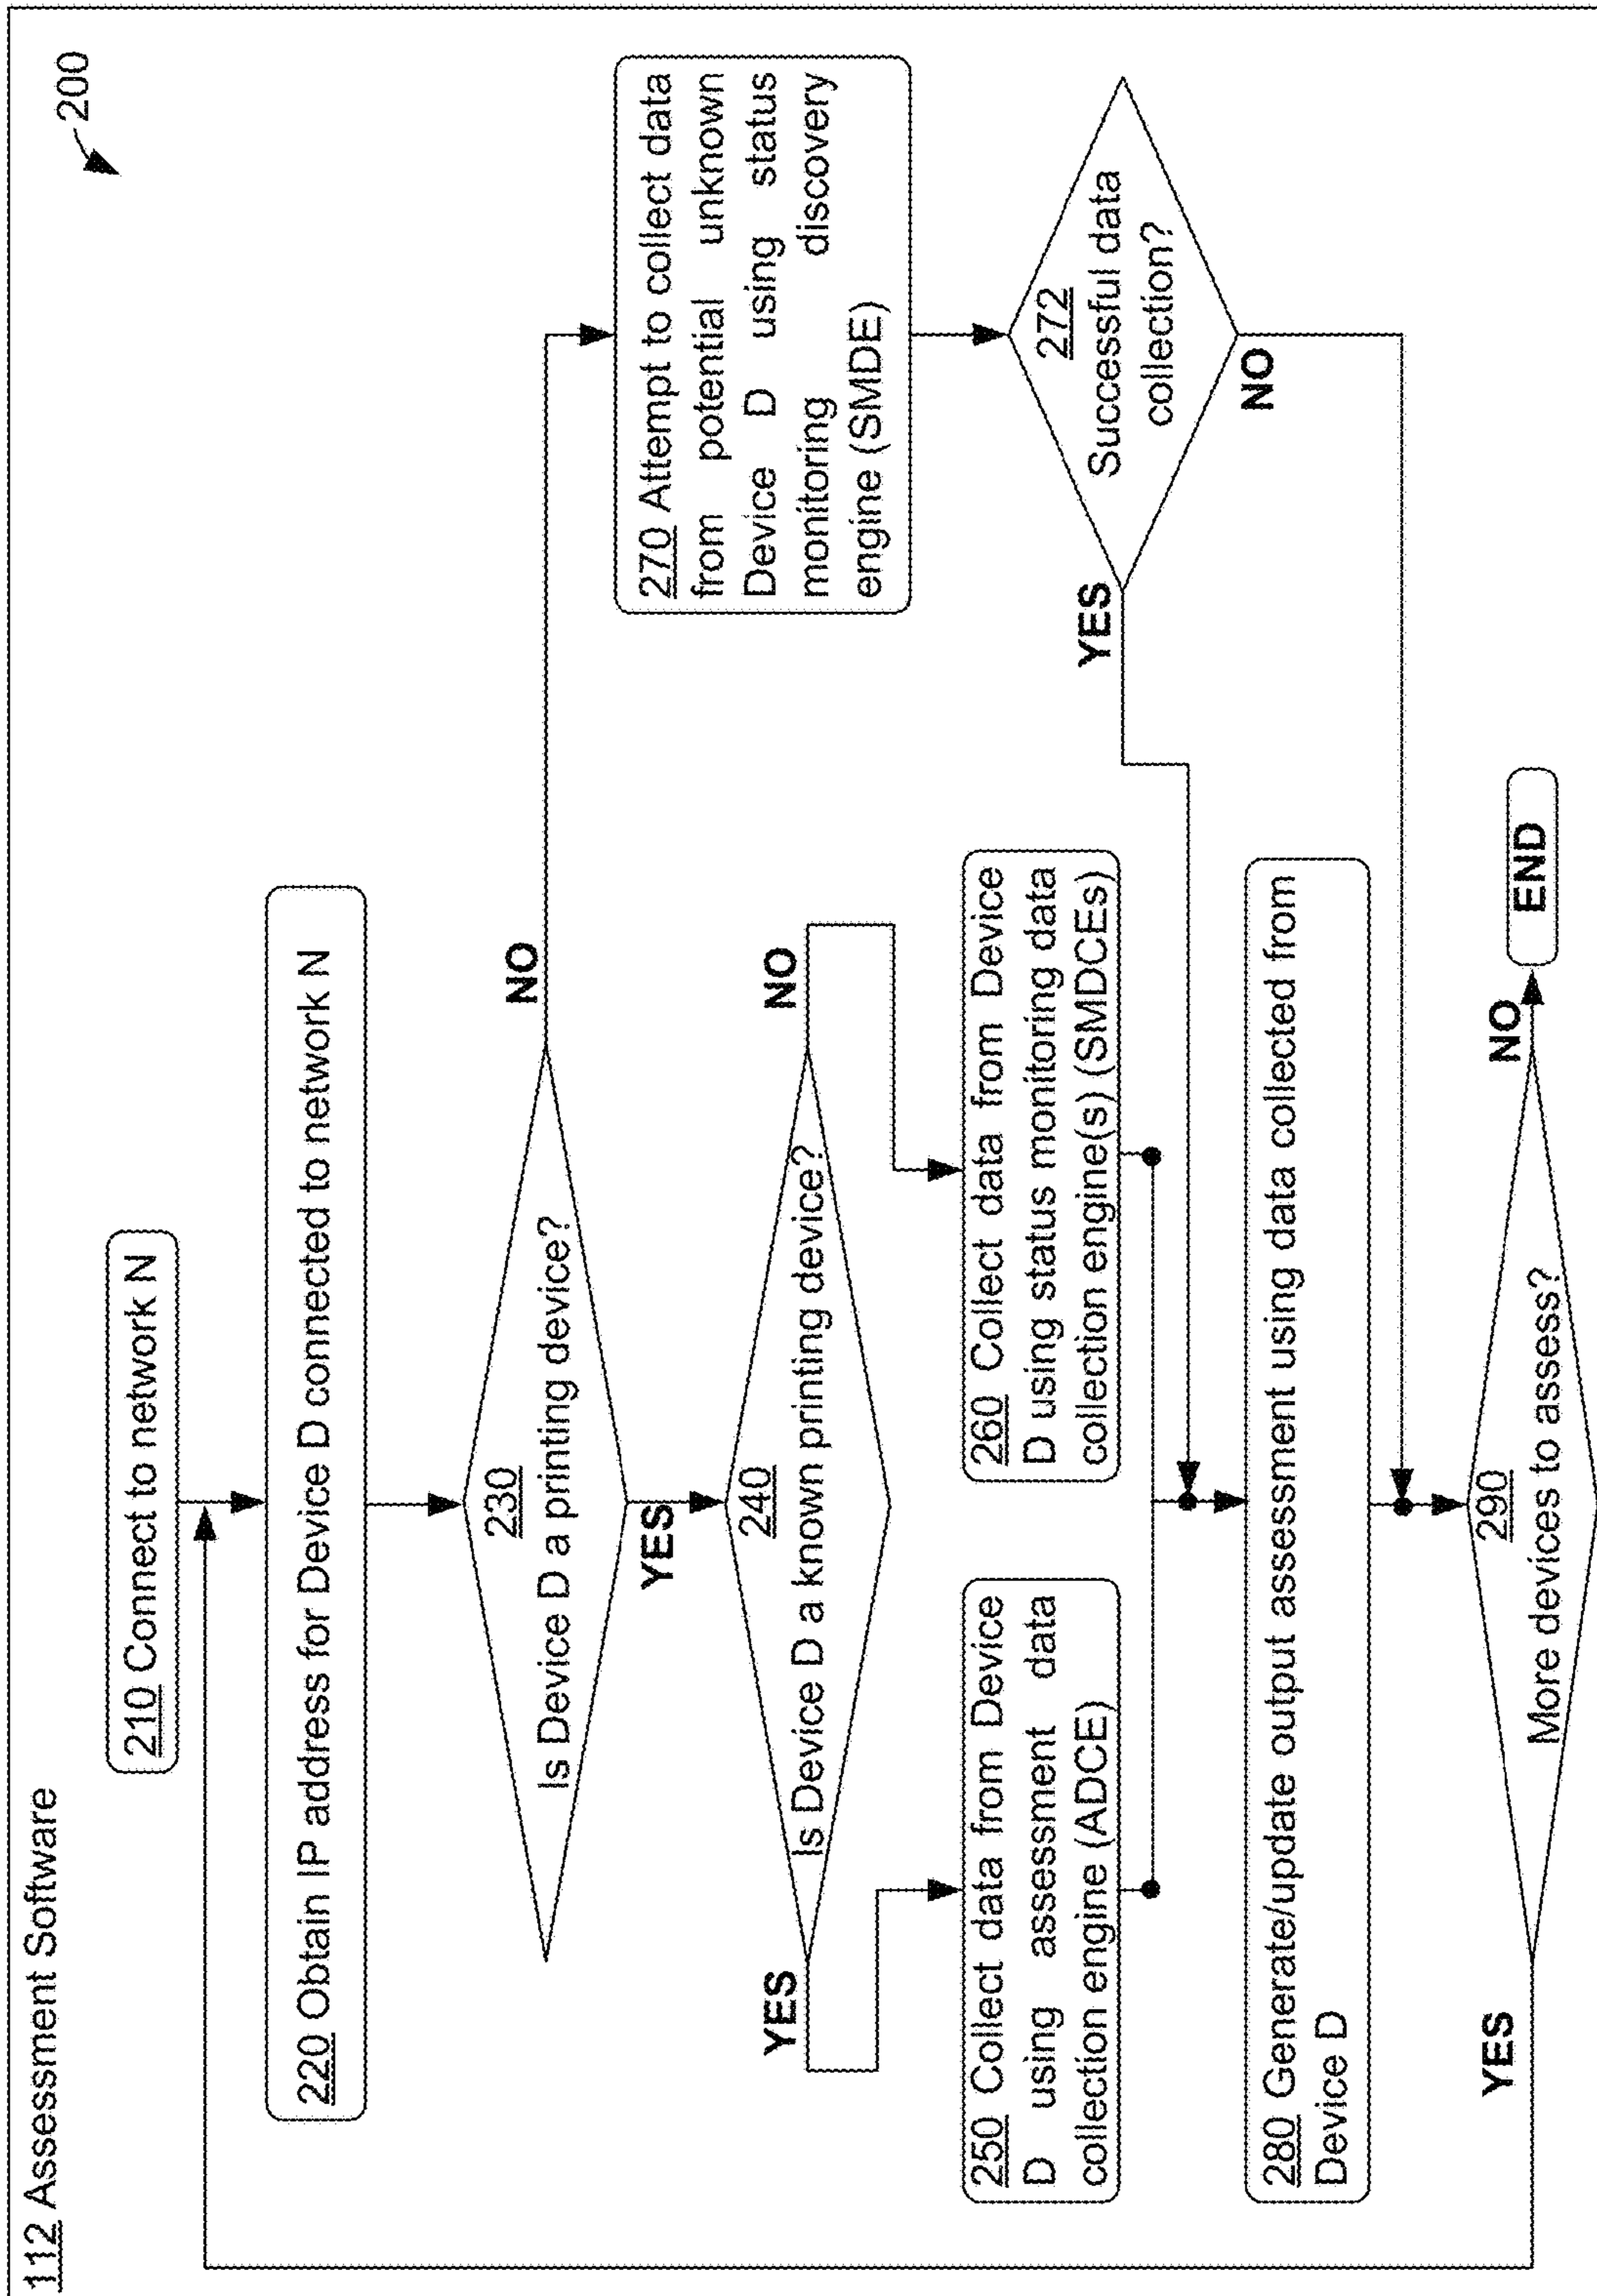 112 Assessment Software
200
210 Connect to network N
220 Obtain IP address for Device D connected to network N
230
Is Device D a printing device?
NO
YES
270 Attempt to collect data
from potential unknown
Device D using status
monitoring discovery
engine (SMDE)
240
Is Device D a known printing device?
YES
NO
272
Successful data
collection?
YES
NO
250 Collect data from Device
D using assessment data
collection engine (ADCE)
260 Collect data from Device
D using status monitoring data
collection engine(s) (SMDCEs)
280 Generate/update output assessment using data collected from
Device D
290
More devices to assess?
YES
NO
END